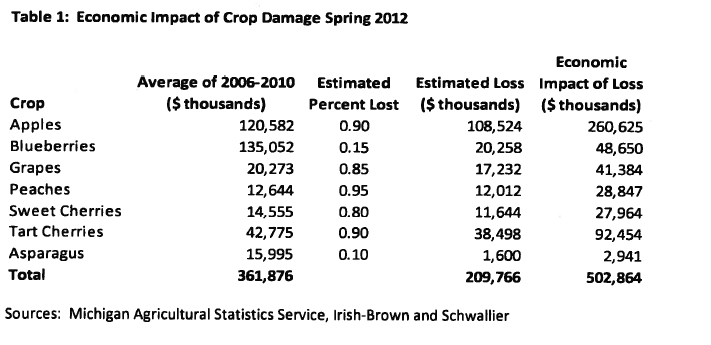 Table 1: Economic Impact of Crop Damage Spring 2012
Economic
Average of 2006-2010 Estimated Estimated Loss Impact of Loss
Crop ($ thousands) Percent Lost ($ thousands) ($ thousands)
Apples 120,582 0.90 108,524 260,625
Blueberries 135,052 0.15 20,258 48,650
Grapes 20,273 0.85 17,232 41,384
Peaches 12,644 0.95 12,012 28,847
Sweet Cherries 14,555 0.80 11,644 27,964
Tart Cherries 42,775 0.90 38,498 92,454
Asparagus 15,995 0.10 1,600 2,941
Total 361,876 209,766 502,864
Sources: Michigan Agricultural Statistics Service, Irish-Brown and Schwallier